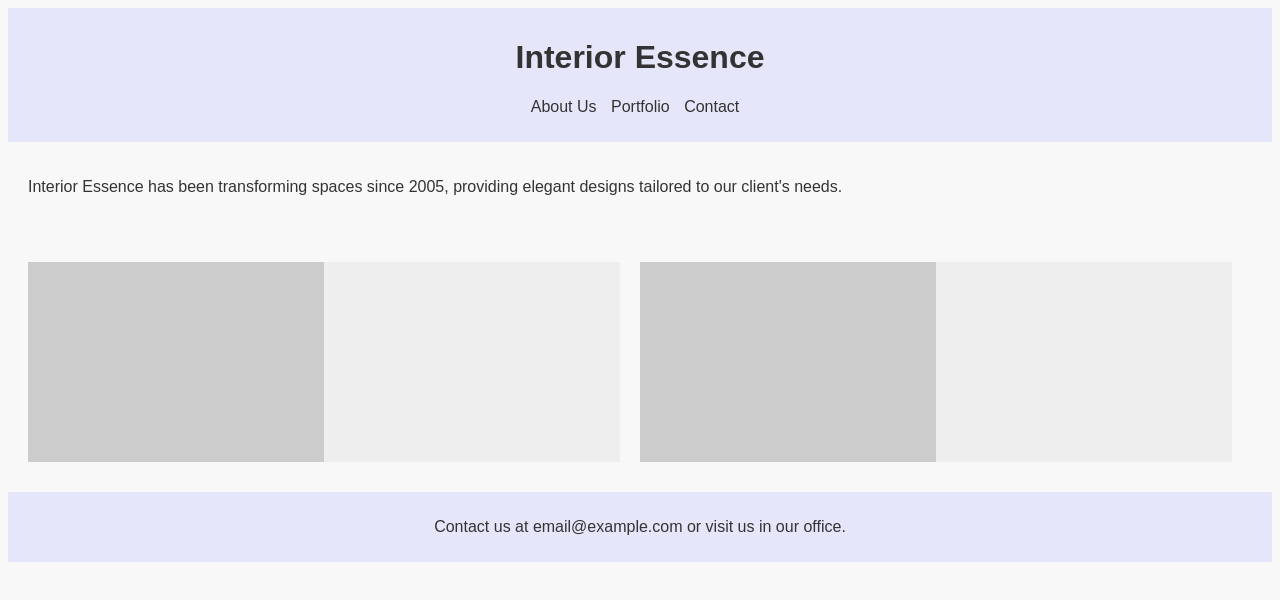 Interior Essence
About Us Portfolio Contact
Interior Essence has been transforming spaces since 2005, providing elegant designs tailored to our client's needs.
Contact us at email@example.com or visit us in our office.